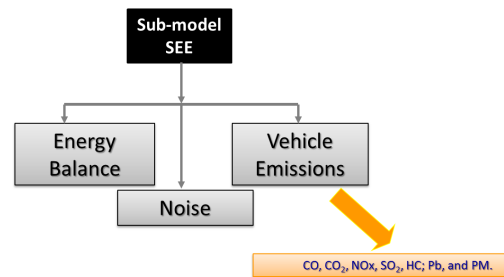 Sub-model
SEE
Energy
Balance
Vehicle
Emissions
Noise
CO, CO₂, NOx, SO₂, HC; Pb, and PM.